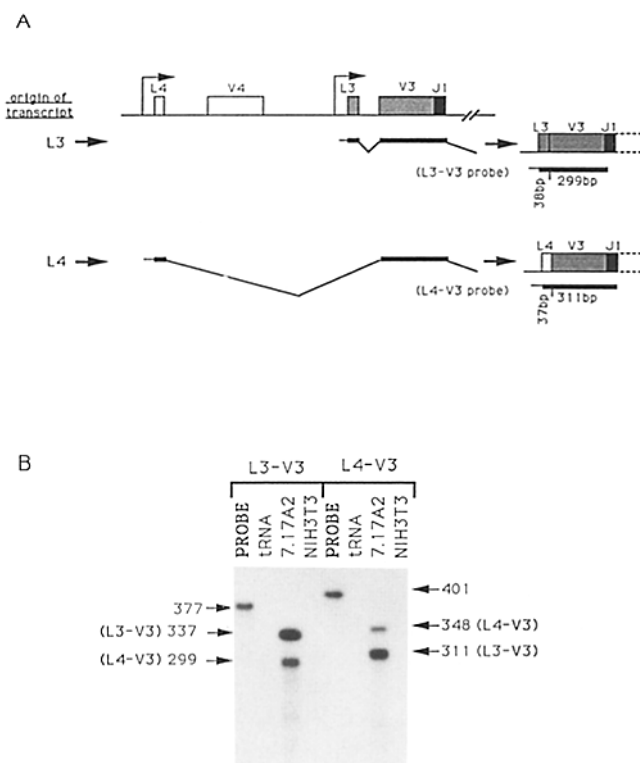 A
L4 V4 L3 V3 J1
origin of
transcript
L3
(L3-V3 probe)
L3 V3 J1
38bp 299bp
L4
(L4-V3 probe)
L4 V3 J1
37bp 311bp
B
L3-V3 L4-V3
PROBE tRNA 7.17A2 NIH3T3 PROBE tRNA 7.17A2 NIH3T3
377
(L3-V3) 337
(L4-V3) 299
401
348 (L4-V3)
311 (L3-V3)